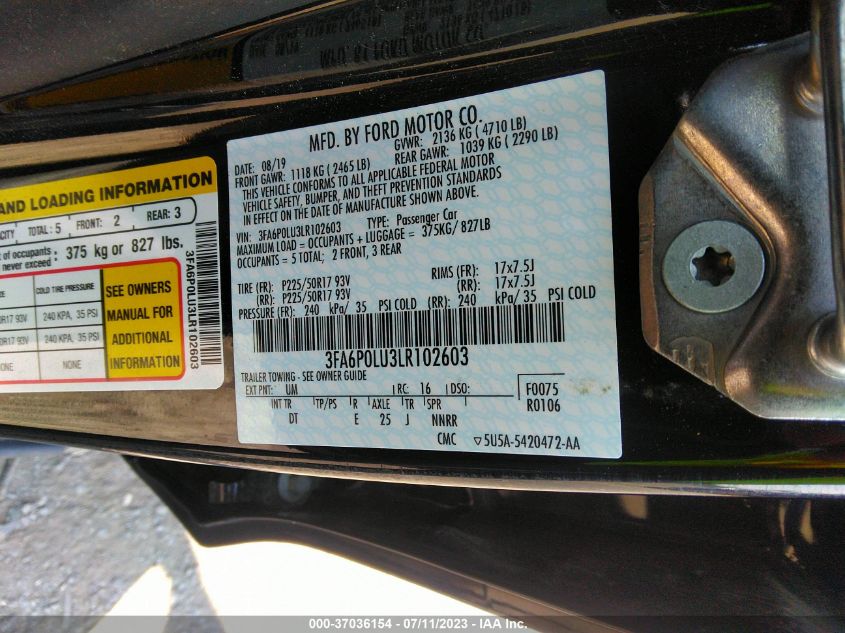 AND LOADING INFORMATION
CITY TOTAL: 5 FRONT: 2 REAR: 3
t of occupants: 375 kg or 827 lbs.
never exceed
COLD TIRE PRESSURE
R17 93V 240 KPA, 35 PSI
R17 93V 240 KPA, 35 PSI
NONE NONE
SEE OWNERS
MANUAL FOR
ADDITIONAL
INFORMATION
3FA6P0LU3LR102603
MFD. BY FORD MOTOR CO.
DATE: 08/19 GVWR: 2136 KG ( 4710 LB)
FRONT GAWR: 1118 KG ( 2465 LB) REAR GAWR: 1039 KG ( 2290 LB)
THIS VEHICLE CONFORMS TO ALL APPLICABLE FEDERAL MOTOR
VEHICLE SAFETY, BUMPER, AND THEFT PREVENTION STANDARDS
IN EFFECT ON THE DATE OF MANUFACTURE SHOWN ABOVE.
VIN: 3FA6P0LU3LR102603 TYPE: Passenger Car
MAXIMUM LOAD = OCCUPANTS + LUGGAGE = 375KG/ 827LB
OCCUPANTS = 5 TOTAL; 2 FRONT, 3 REAR
TIRE (FR): P225/50R17 93V RIMS (FR): 17x7.5J
(RR): P225/50R17 93V (RR): 17x7.5J
PRESSURE (FR): 240 kPa/ 35 PSI COLD (RR): 240 kPa/ 35 PSI COLD
3FA6P0LU3LR102603
TRAILER TOWING - SEE OWNER GUIDE
EXT PNT: UM RC: 16 DSO: F0075
INT TR TP/PS R AXLE TR SPR R0106
DT E 25 J NNRR
CMC ▽5U5A-5420472-AA
000-37036154 - 07/11/2023 - IAA Inc.